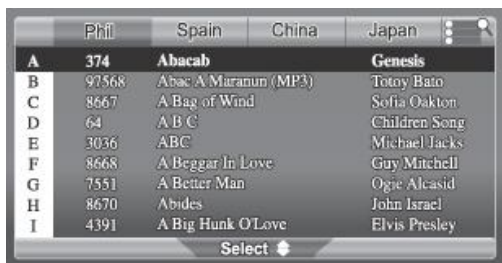 Phil Spain China Japan
A 374 Abacab Genesis
B 97568 Abac A Maranun (MP3) Totoy Bato
C 8667 A Bag of Wind Sofia Oakton
D 64 A B C Children Song
E 3036 ABC Michael Jacks
F 8668 A Beggar In Love Guy Mitchell
G 7551 A Better Man Ogie Alcasid
H 8670 Abides John Israel
I 4391 A Big Hunk O'Love Elvis Presley
Select